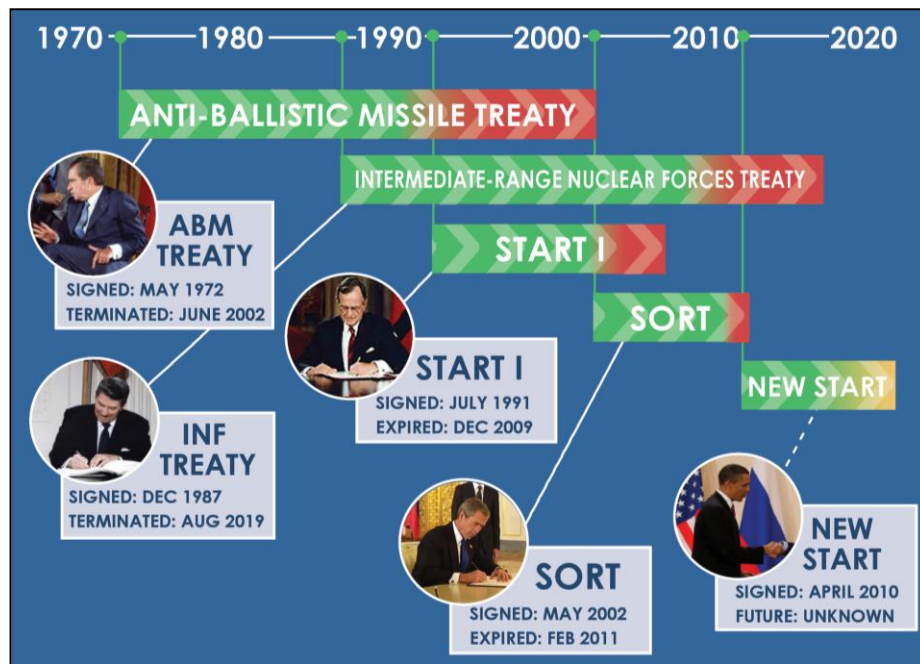 1970 1980 1990 2000 2010 2020
ANTI-BALLISTIC MISSILE TREATY
INTERMEDIATE-RANGE NUCLEAR FORCES TREATY
START I
SORT
NEW START
ABM
TREATY
SIGNED: MAY 1972
TERMINATED: JUNE 2002
INF
TREATY
SIGNED: DEC 1987
TERMINATED: AUG 2019
START I
SIGNED: JULY 1991
EXPIRED: DEC 2009
SORT
SIGNED: MAY 2002
EXPIRED: FEB 2011
NEW
START
SIGNED: APRIL 2010
FUTURE: UNKNOWN